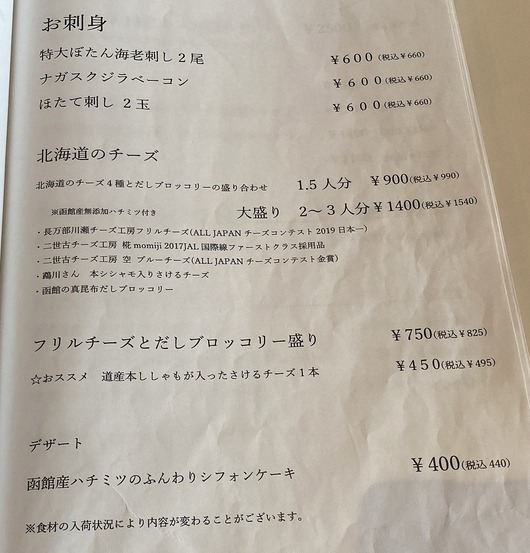 お刺身
特大ぼたん海老刺し２尾 ￥６００(税込￥660)
ナガスクジラベーコン ￥６００(税込￥660)
ほたて刺し ２玉 ￥６００(税込￥660)
北海道のチーズ
北海道のチーズ４種とだしブロッコリーの盛り合わせ 1.5 人分 ￥900(税込￥990)
※函館産無添加ハチミツ付き 大盛り 2～３人分￥1400(税込￥1540)
・長万部川瀬チーズ工房フリルチーズ(ALL JAPAN チーズコンテスト 2019 日本一)
・二世古チーズ工房 椛 momiji 2017JAL 国際線ファーストクラス採用品
・二世古チーズ工房 空 ブルーチーズ(ALL JAPAN チーズコンテスト金賞)
・鵡川さん 本シシャモ入りさけるチーズ
・函館の真昆布だしブロッコリー
フリルチーズとだしブロッコリー盛り ￥750(税込￥825)
☆おススメ 道産本ししゃもが入ったさけるチーズ１本 ￥４５０(税込￥495)
デザート
函館産ハチミツのふんわりシフォンケーキ ￥400(税込 440)
※食材の入荷状況により内容が変わることがございます。